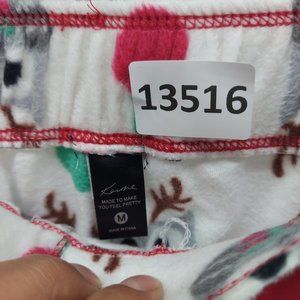 13516
MADE TO MAKE
YOU FEEL PRETTY
M
MADE IN CHINA